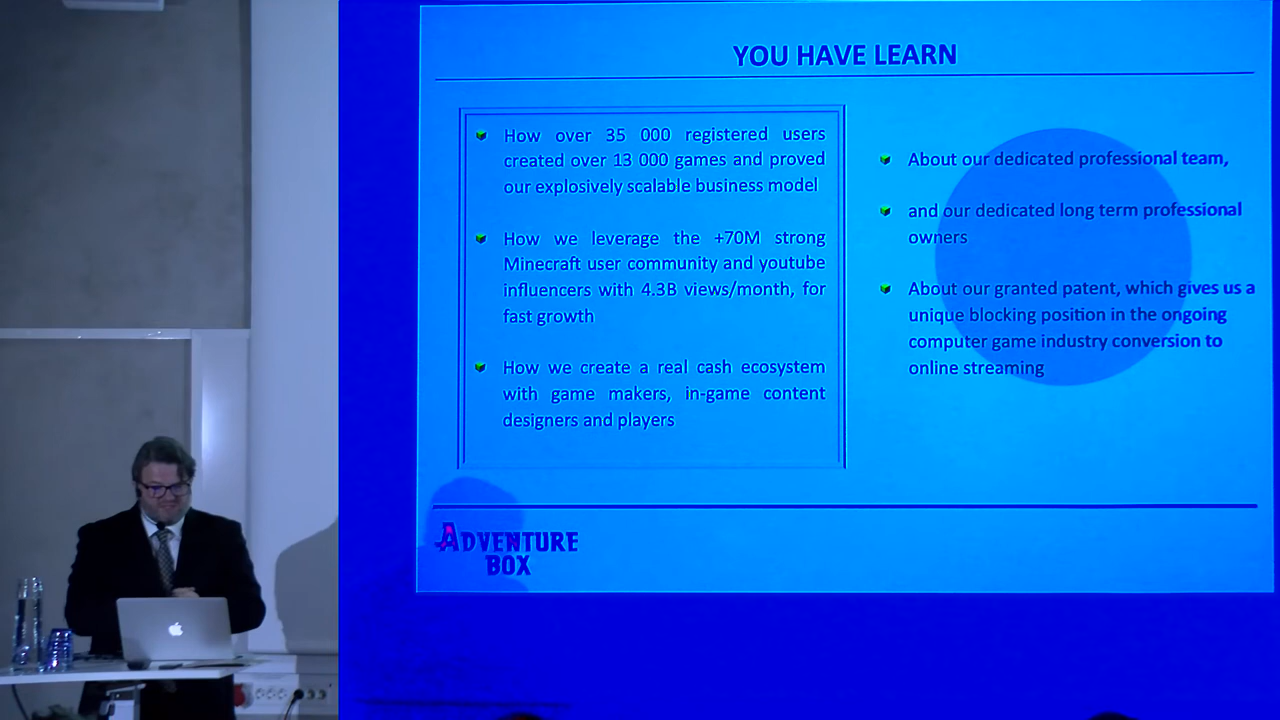 YOU HAVE LEARN
How over 35 000 registered users
created over 13 000 games and proved
our explosively scalable business model
How we leverage the +70M strong
Minecraft user community and youtube
influencers with 4.3B views/month, for
fast growth
How we create a real cash ecosystem
with game makers, in-game content
designers and players
About our dedicated professional team,
and our dedicated long term professional
owners
About our granted patent, which gives us a
unique blocking position in the ongoing
computer game industry conversion to
online streaming
ADVENTURE
BOX